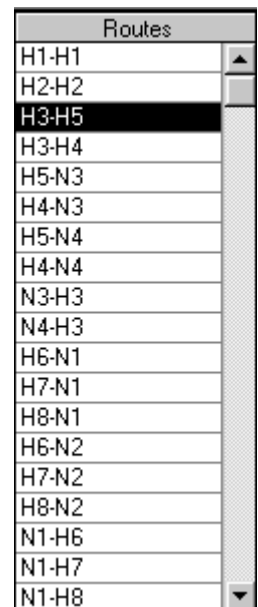 Routes
H1-H1
H2-H2
H3-H5
H3-H4
H5-N3
H4-N3
H5-N4
H4-N4
N3-H3
N4-H3
H6-N1
H7-N1
H8-N1
H6-N2
H7-N2
H8-N2
N1-H6
N1-H7
N1-H8